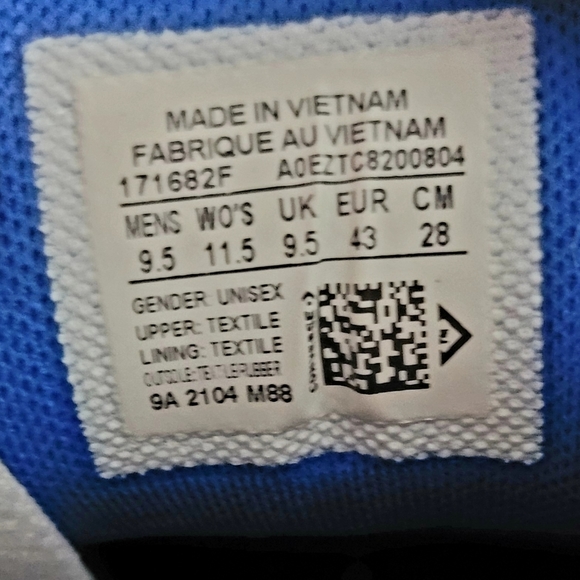 MADE IN VIETNAM
FABRIQUE AU VIETNAM
171682F A0EZTC8200804
MENS WO'S UK EUR CM
9.5 11.5 9.5 43 28
GENDER: UNISEX
UPPER: TEXTILE
LINING: TEXTILE
OUTSOLE: TEXTILE/RUBBER
9A 2104 M88